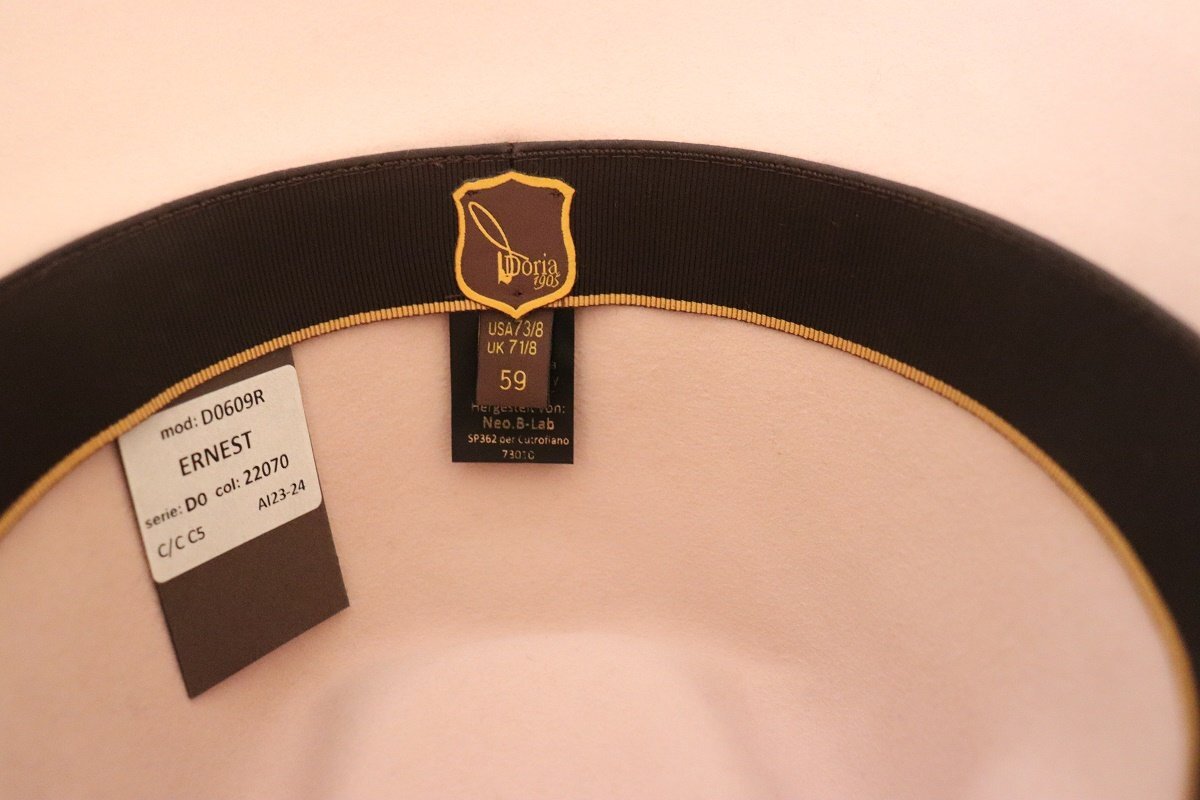 Doria
1905
USA 7 3/8
UK 7 1/8
59
Hergestelt von:
Neo.B-Lab
SP362 per Cutrofiano
73010
mod: D0609R
ERNEST
serie: D0 col: 22070
AI23-24
C/C C5